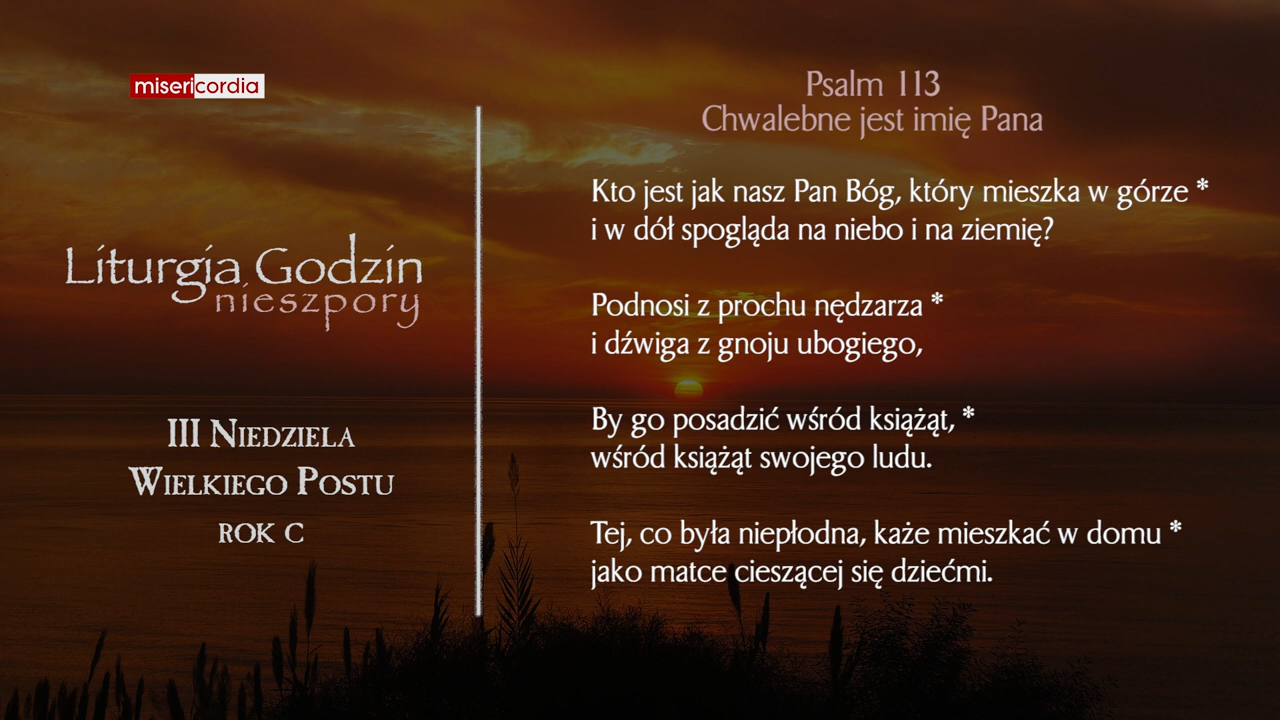 misericordia
Liturgia Godzin
nieszpory
III Niedziela
Wielkiego Postu
rok C
Psalm 113
Chwalebne jest imię Pana
Kto jest jak nasz Pan Bóg, który mieszka w górze *
i w dół spogląda na niebo i na ziemię?
Podnosi z prochu nędzarza *
i dźwiga z gnoju ubogiego,
By go posadzić wśród książąt, *
wśród książąt swojego ludu.
Tej, co była niepłodna, każe mieszkać w domu *
jako matce cieszącej się dziećmi.